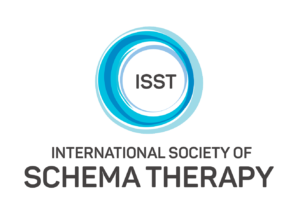 ISST
INTERNATIONAL SOCIETY OF
SCHEMA THERAPY